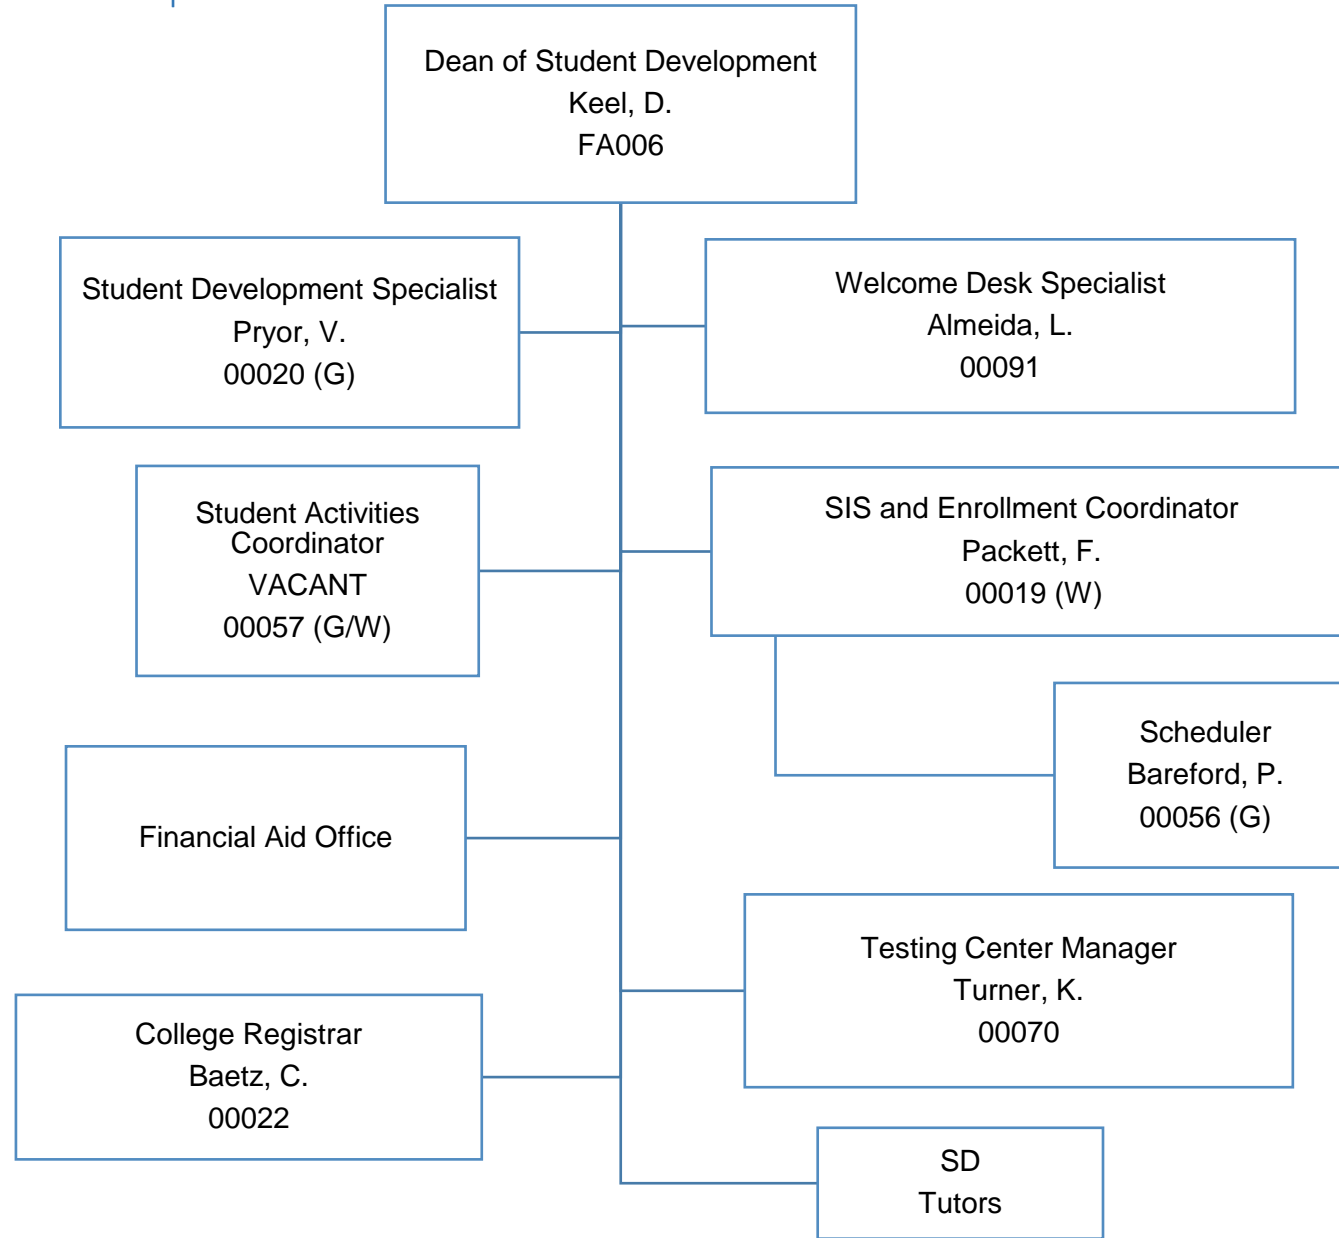 Dean of Student Development
Keel, D.
FA006
Student Development Specialist
Pryor, V.
00020 (G)
Welcome Desk Specialist
Almeida, L.
00091
Student Activities
Coordinator
VACANT
00057 (G/W)
SIS and Enrollment Coordinator
Packett, F.
00019 (W)
Scheduler
Bareford, P.
00056 (G)
Financial Aid Office
Testing Center Manager
Turner, K.
00070
College Registrar
Baetz, C.
00022
SD
Tutors